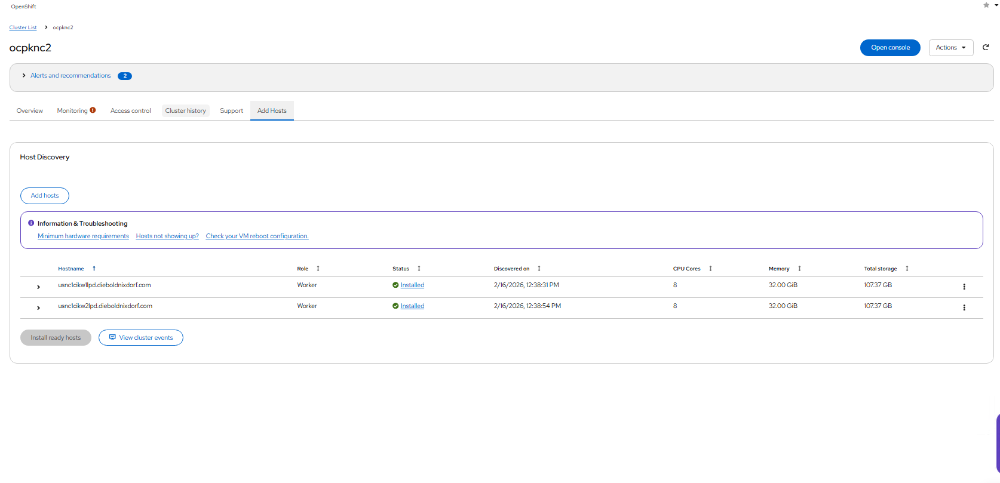 OpenShift
Cluster List > ocpknc2
ocpknc2
Open console
Actions
Alerts and recommendations 2
Overview Monitoring Access control Cluster history Support Add Hosts
Host Discovery
Add hosts
Information & Troubleshooting
Minimum hardware requirements Hosts not showing up? Check your VM reboot configuration.
Hostname Role Status Discovered on CPU Cores Memory Total storage
usnc1cikw1lpd.dieboldnixdorf.com Worker Installed 2/16/2026, 12:38:31 PM 8 32.00 GiB 107.37 GB
usnc1cikw2lpd.dieboldnixdorf.com Worker Installed 2/16/2026, 12:38:54 PM 8 32.00 GiB 107.37 GB
Install ready hosts View cluster events